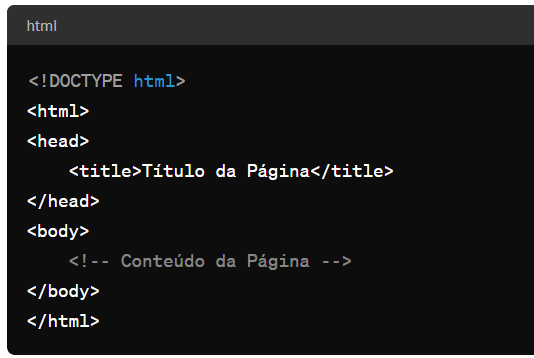 html
<!DOCTYPE html>
<html>
<head>
    <title>Título da Página</title>
</head>
<body>
    <!-- Conteúdo da Página -->
</body>
</html>